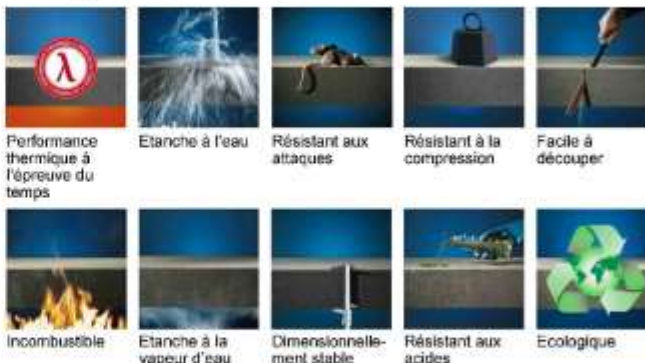 λ
Performance
thermique à
l'épreuve du
temps
Etanche à l'eau
Résistant aux
attaques
Résistant à la
compression
Facile à
découper
Incombustible
Etanche à la
vapeur d'eau
Dimensionnelle-
ment stable
Résistant aux
acides
Ecologique